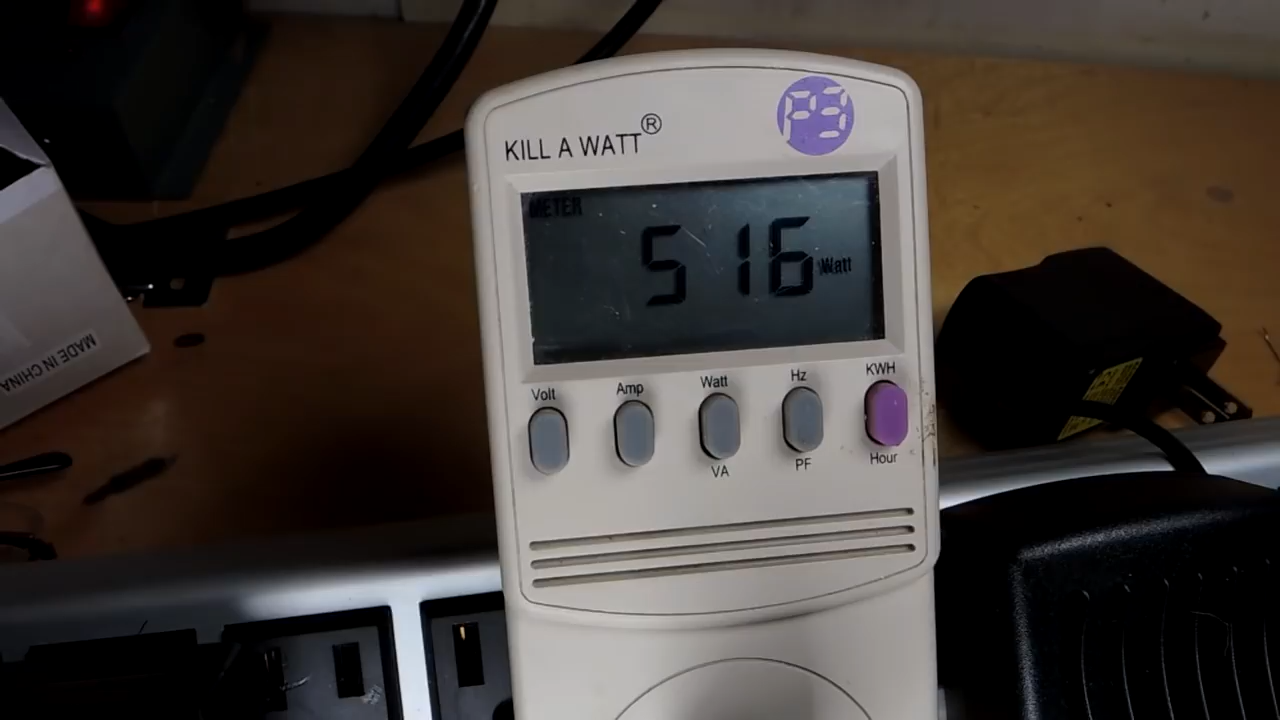 KILL A WATT®
P3
METER
516 Watt
Volt Amp Watt Hz KWH
VA PF Hour
MADE IN CHINA